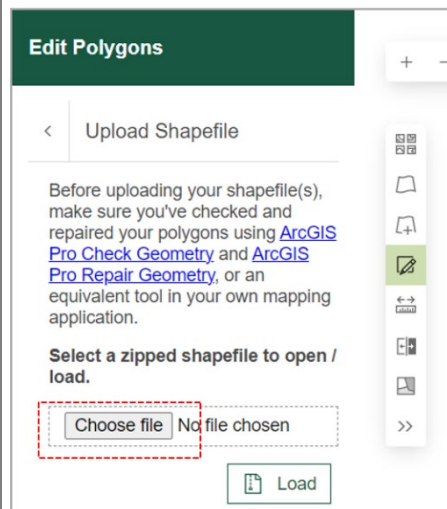 Edit Polygons
Upload Shapefile
Before uploading your shapefile(s),
make sure you've checked and
repaired your polygons using ArcGIS
Pro Check Geometry and ArcGIS
Pro Repair Geometry, or an
equivalent tool in your own mapping
application.
Select a zipped shapefile to open /
load.
Choose file No file chosen
Load